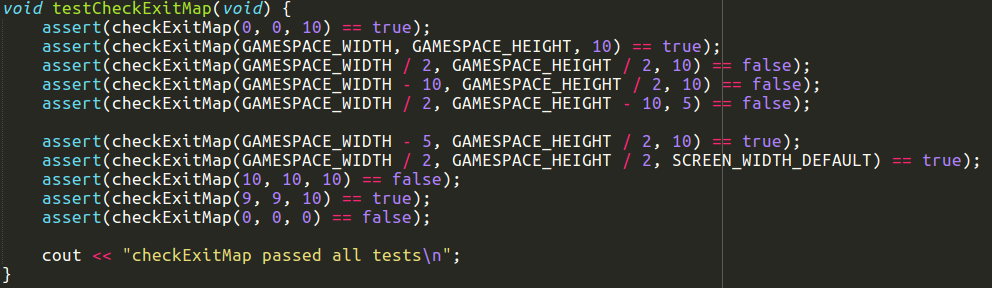 void testCheckExitMap(void) {
    assert(checkExitMap(0, 0, 10) == true);
    assert(checkExitMap(GAMESPACE_WIDTH, GAMESPACE_HEIGHT, 10) == true);
    assert(checkExitMap(GAMESPACE_WIDTH / 2, GAMESPACE_HEIGHT / 2, 10) == false);
    assert(checkExitMap(GAMESPACE_WIDTH - 10, GAMESPACE_HEIGHT / 2, 10) == false);
    assert(checkExitMap(GAMESPACE_WIDTH / 2, GAMESPACE_HEIGHT - 10, 5) == false);

    assert(checkExitMap(GAMESPACE_WIDTH - 5, GAMESPACE_HEIGHT / 2, 10) == true);
    assert(checkExitMap(GAMESPACE_WIDTH / 2, GAMESPACE_HEIGHT / 2, SCREEN_WIDTH_DEFAULT) == true);
    assert(checkExitMap(10, 10, 10) == false);
    assert(checkExitMap(9, 9, 10) == true);
    assert(checkExitMap(0, 0, 0) == false);

    cout << "checkExitMap passed all tests\n";
}